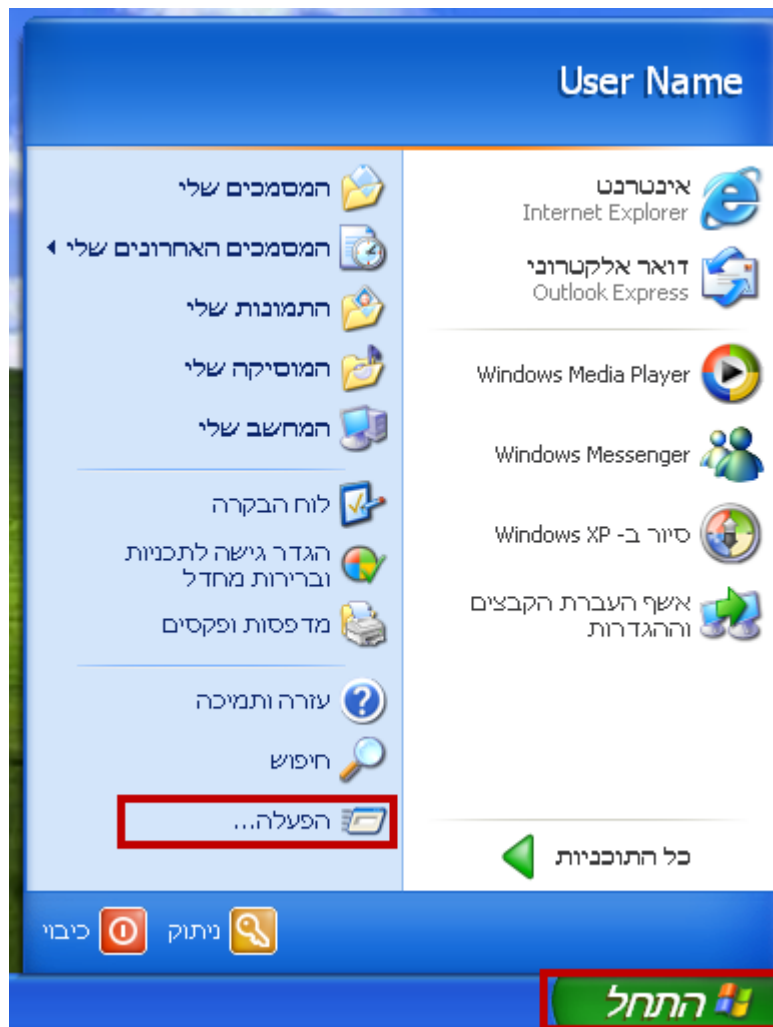 User Name
אינטרנט
Internet Explorer
דואר אלקטרוני
Outlook Express
Windows Media Player
Windows Messenger
סיור ב- Windows XP
אשף העברת הקבצים
וההגדרות
כל התוכניות
המסמכים שלי
המסמכים האחרונים שלי
התמונות שלי
המוסיקה שלי
המחשב שלי
לוח הבקרה
הגדר גישה לתכניות
וברירות מחדל
מדפסות ופקסים
עזרה ותמיכה
חיפוש
הפעלה...
ניתוק
כיבוי
התחל